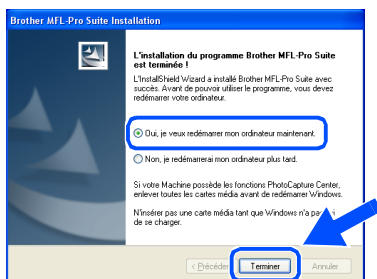 Brother MFL-Pro Suite Installation
L'installation du programme Brother MFL-Pro Suite
est terminée !
L'InstallShield Wizard a installé Brother MFL-Pro Suite avec
succès. Avant de pouvoir utiliser le programme, vous devez
redémarrer votre ordinateur.
Oui, je veux redémarrer mon ordinateur maintenant.
Non, je redémarrerai mon ordinateur plus tard.
Si votre Machine possède les fonctions PhotoCapture Center,
enlever toutes les cartes média avant de redémarrer Windows.
N'insérer pas une carte média tant que Windows n'a
de se charger.
< Précéder
Terminer
Annuler